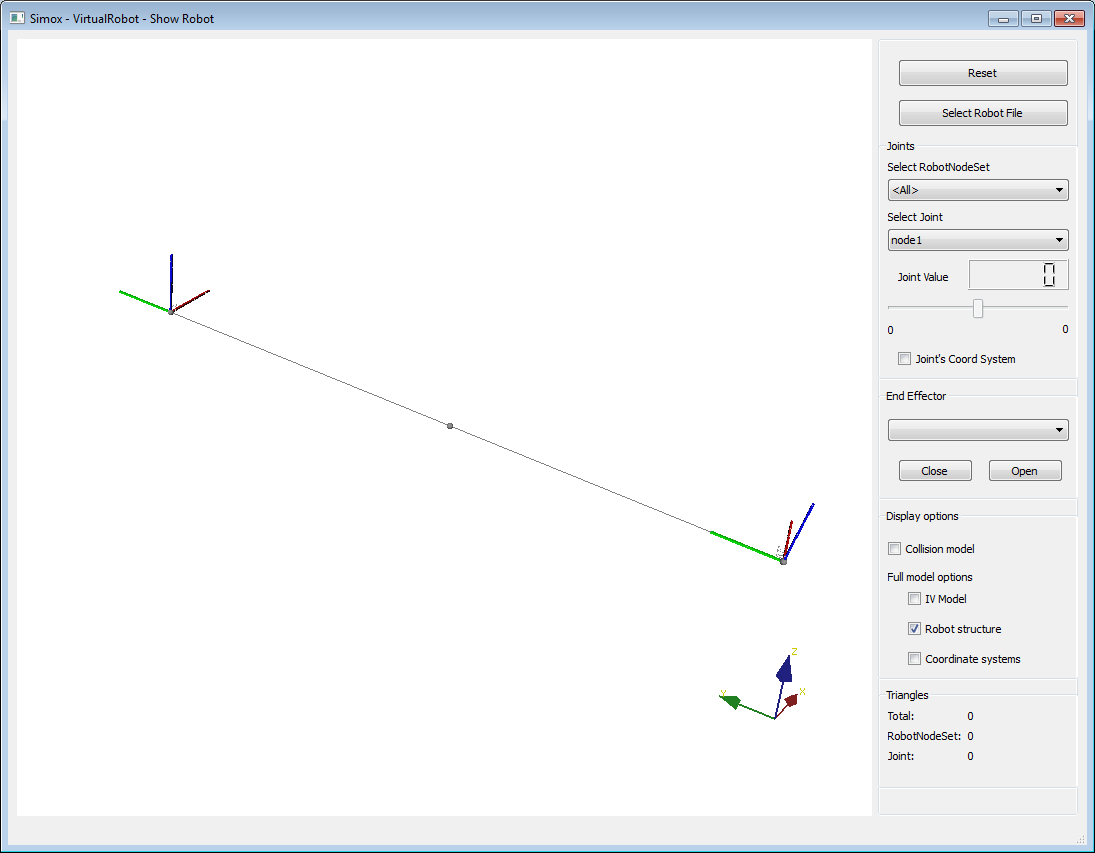 Simox - VirtualRobot - Show Robot
Reset
Select Robot File
Joints
Select RobotNodeSet
<All>
Select Joint
node1
Joint Value 0
0 0
Joint's Coord System
End Effector
Close Open
Display options
Collision model
Full model options
IV Model
Robot structure
Coordinate systems
Triangles
Total: 0
RobotNodeSet: 0
Joint: 0
Z
Y X